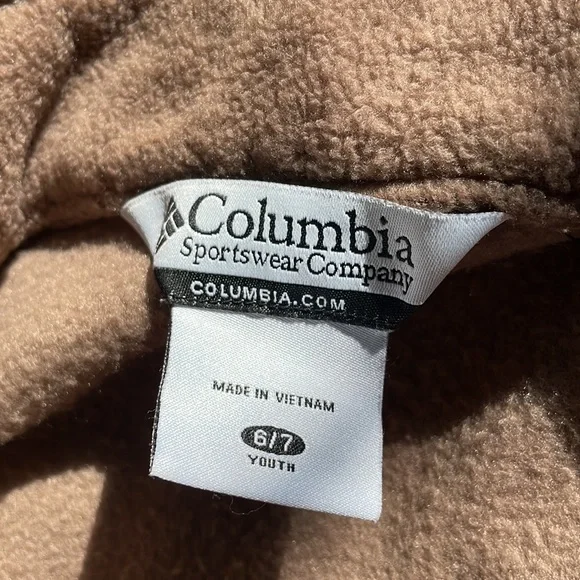 Columbia
Sportswear Company
COLUMBIA.COM
MADE IN VIETNAM
6/7
YOUTH